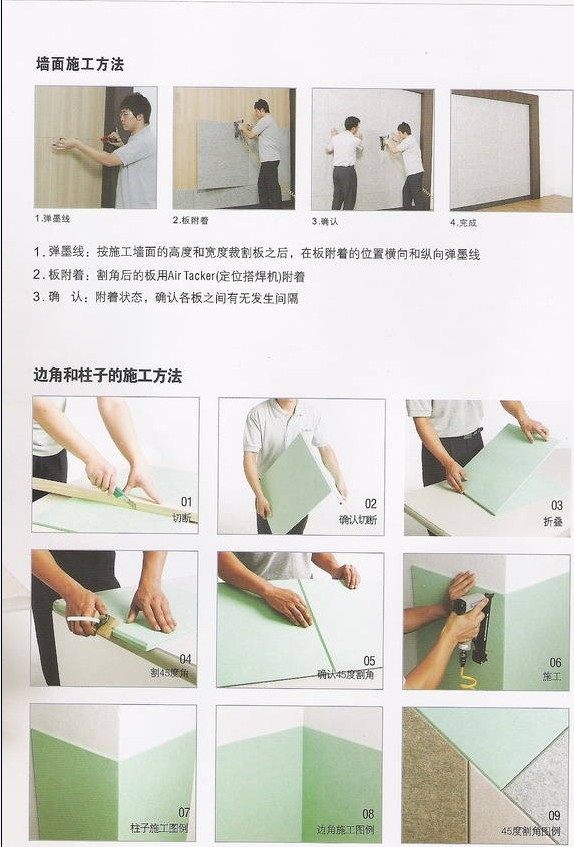 墙面施工方法
1.弹墨线
2.板附着
3.确认
4.完成
1.弹墨线：按施工墙面的高度和宽度裁割板之后，在板附着的位置横向和纵向弹墨线
2.板附着：割角后的板用Air Tacker(定位搭焊机)附着
3.确 认：附着状态，确认各板之间有无发生间隔
边角和柱子的施工方法
01
切断
02
确认切断
03
折叠
04
割45度角
05
确认45度割角
06
施工
07
柱子施工图例
08
边角施工图例
09
45度割角图例